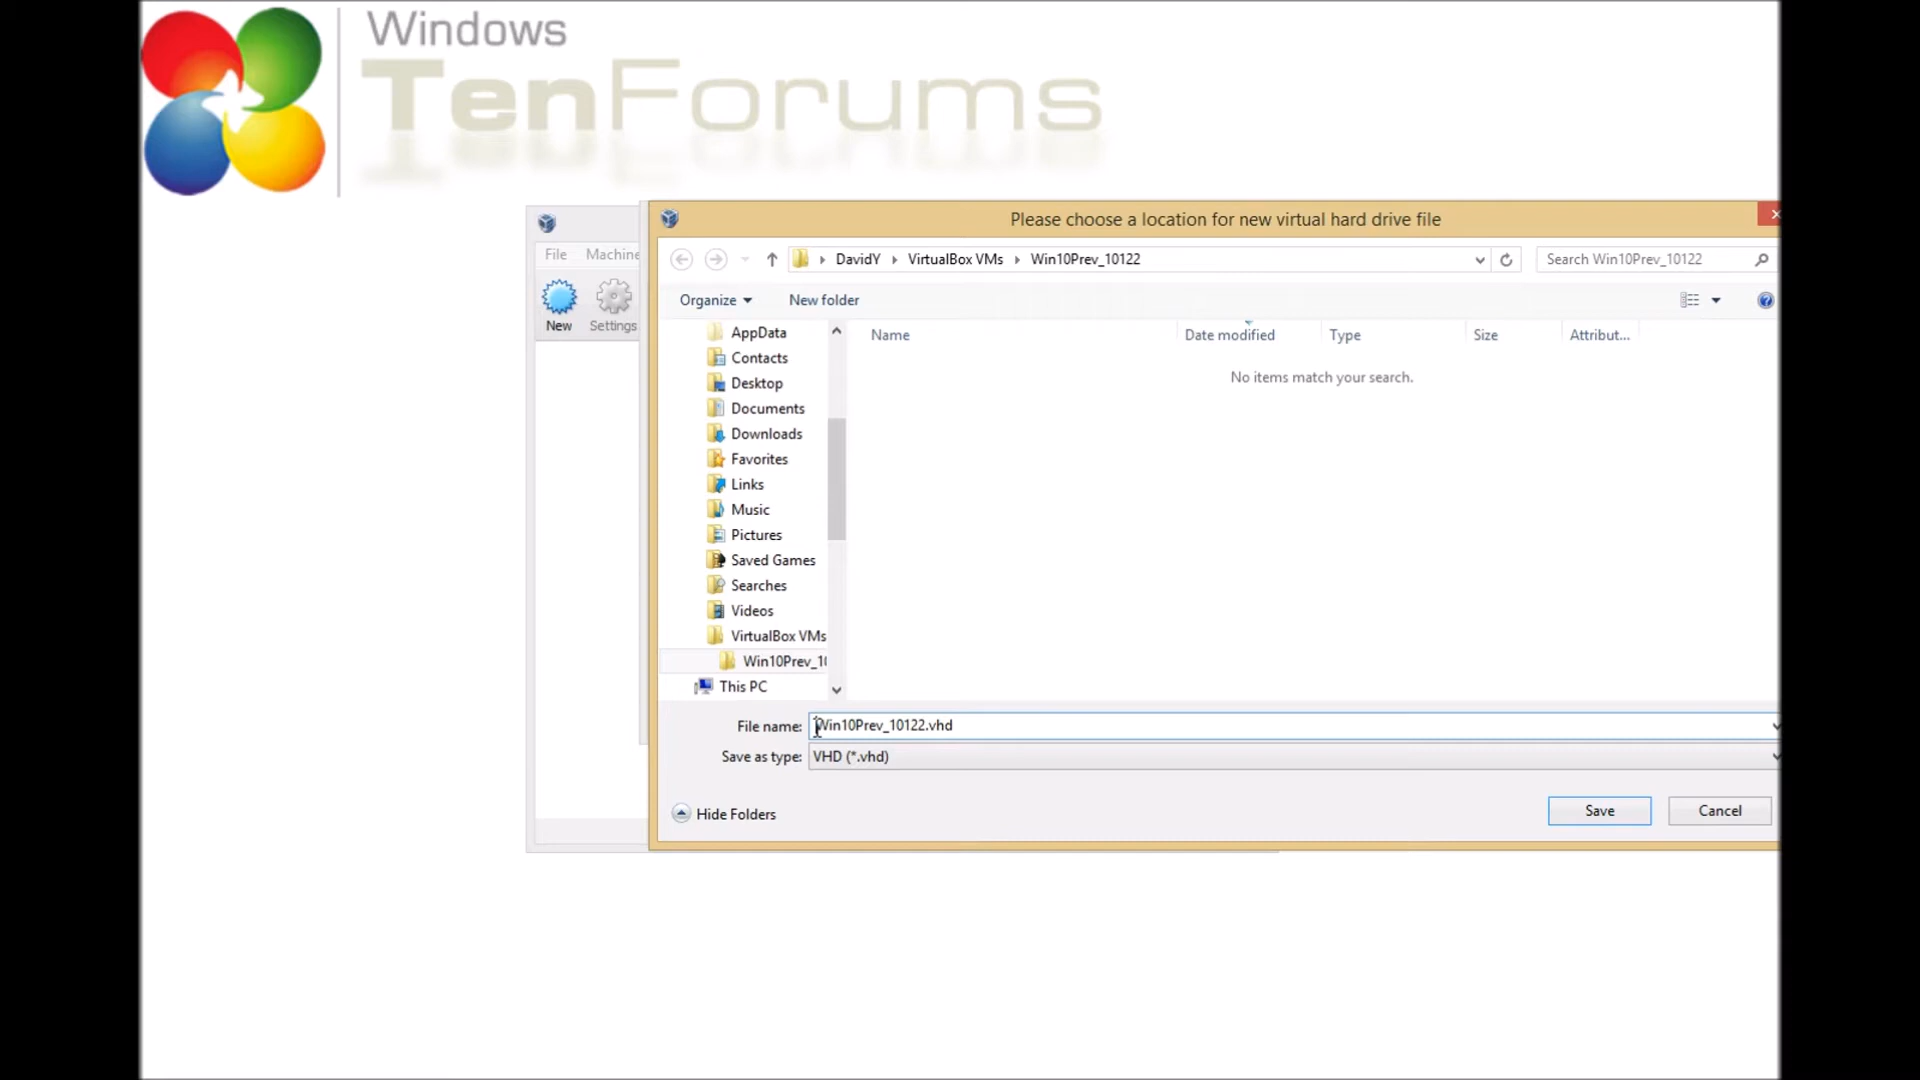 Windows
TenForums
Please choose a location for new virtual hard drive file
DavidY VirtualBox VMs Win10Prev_10122
Search Win10Prev_10122
File Machine
Organize New folder
New Settings
Name Date modified Type Size Attribut...
No items match your search.
AppData
Contacts
Desktop
Documents
Downloads
Favorites
Links
Music
Pictures
Saved Games
Searches
Videos
VirtualBox VMs
Win10Prev_10
This PC
File name: Win10Prev_10122.vhd
Save as type: VHD (*.vhd)
Hide Folders
Save Cancel